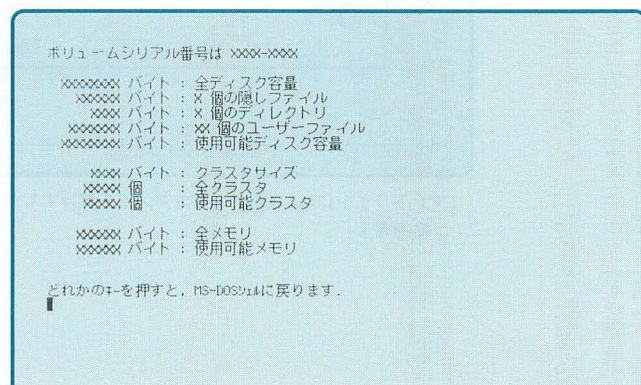 ボリュームシリアル番号は XXXX-XXXX
XXXXXXXX バイト : 全ディスク容量
XXXXXX バイト : X 個の隠しファイル
XXXX バイト : X 個のディレクトリ
XXXXXXX バイト : XX 個のユーザーファイル
XXXXXXXX バイト : 使用可能ディスク容量
XXXX バイト : クラスタサイズ
XXXXX 個 : 全クラスタ
XXXXX 個 : 使用可能クラスタ
XXXXXX バイト : 全メモリ
XXXXXX バイト : 使用可能メモリ
どれかのｷｰを押すと, MS-DOSｼｪﾙに戻ります.